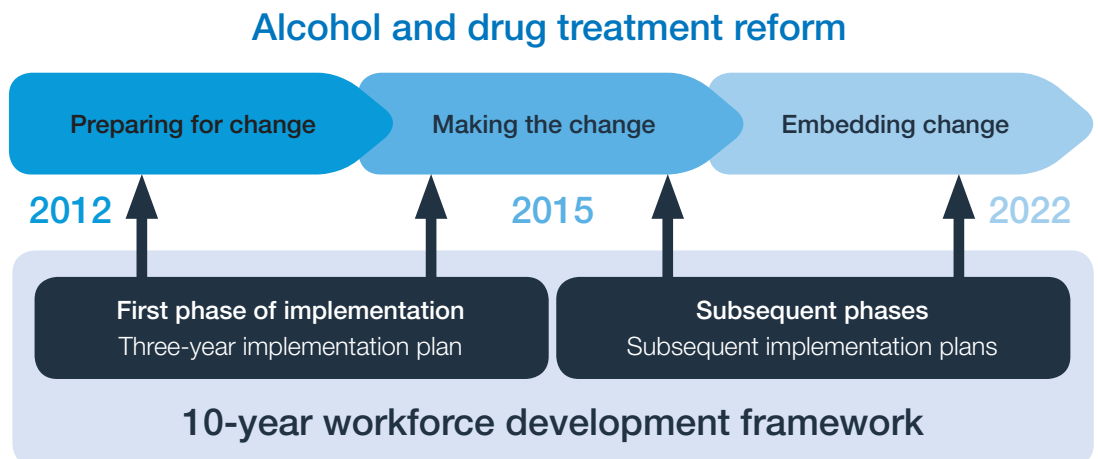 Alcohol and drug treatment reform
Preparing for change
Making the change
Embedding change
2012
2015
2022
First phase of implementation
Three-year implementation plan
Subsequent phases
Subsequent implementation plans
10-year workforce development framework